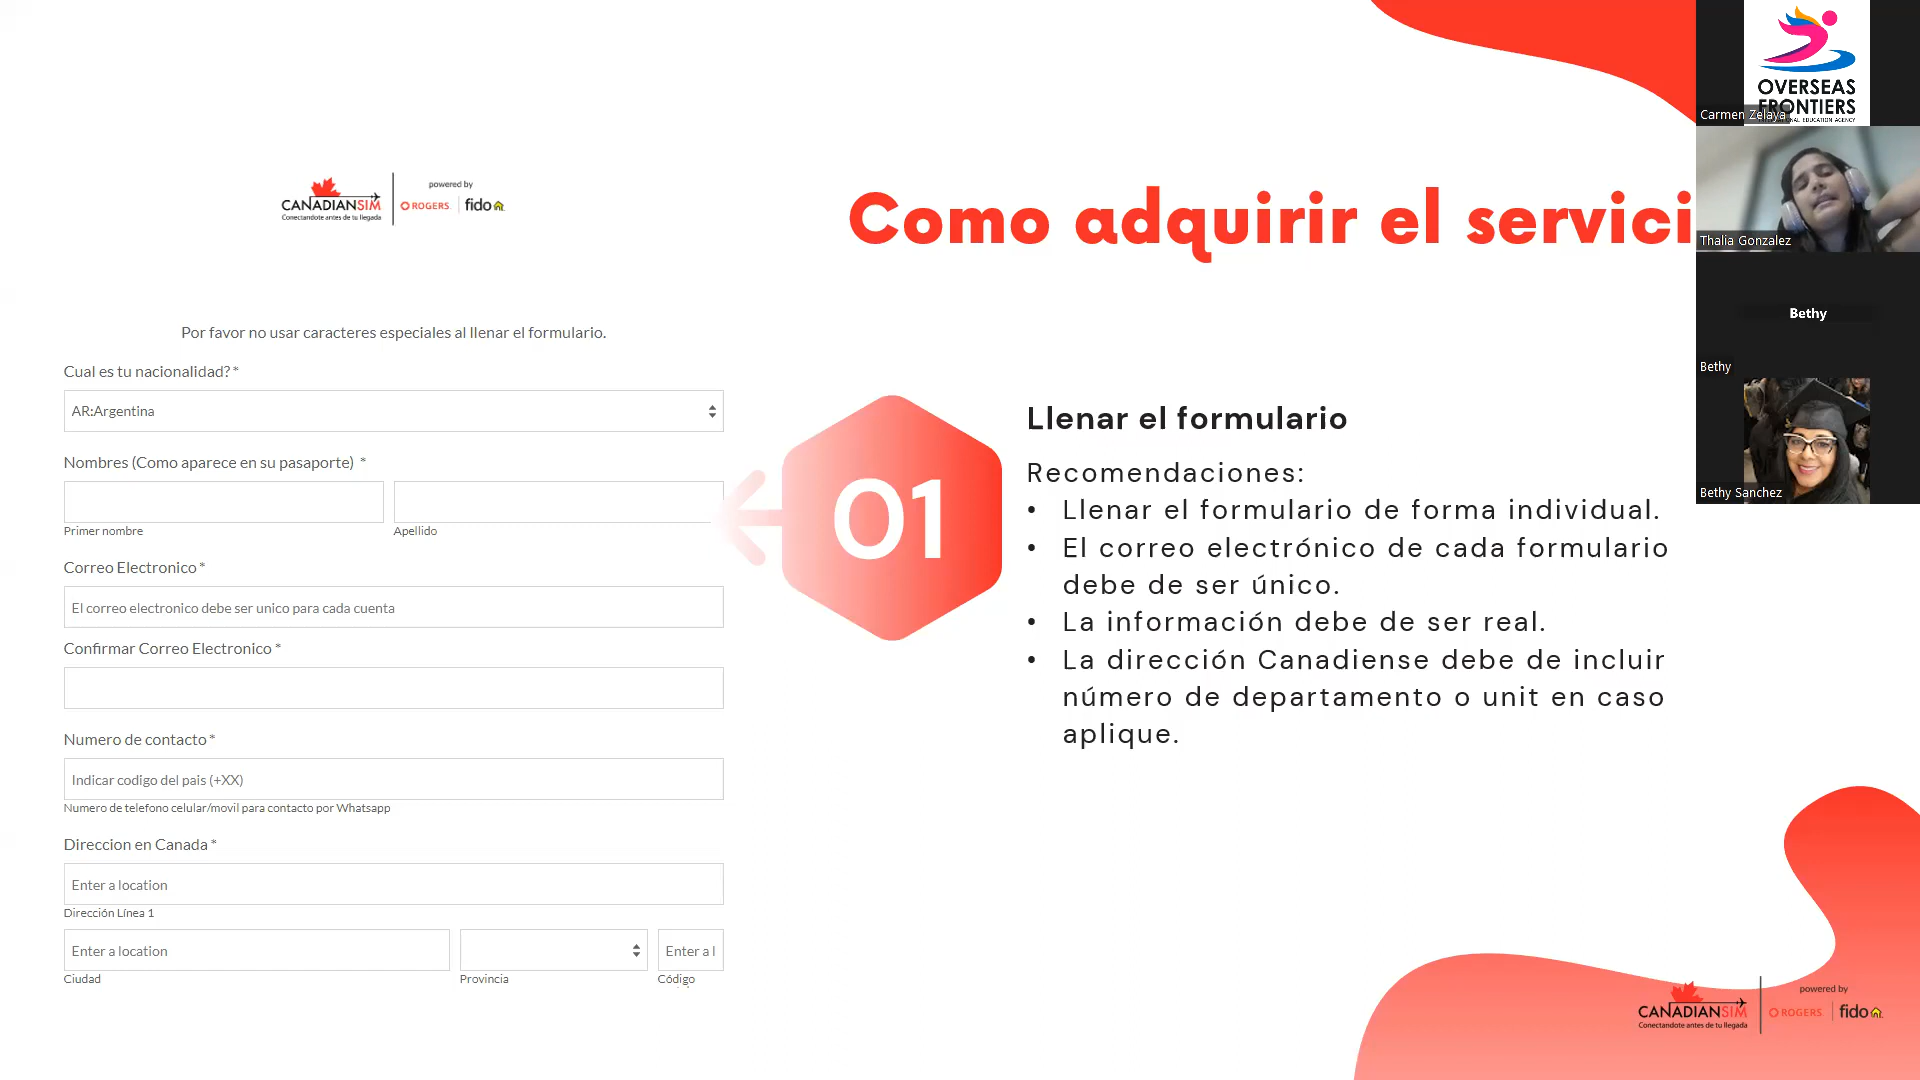 CANADIANSIM
Conectandote antes de tu llegada
powered by
ROGERS
fido
Por favor no usar caracteres especiales al llenar el formulario.
Cual es tu nacionalidad? *
AR:Argentina
Nombres (Como aparece en su pasaporte) *
Primer nombre
Apellido
Correo Electronico *
El correo electronico debe ser unico para cada cuenta
Confirmar Correo Electronico *
Numero de contacto *
Indicar codigo del pais (+XX)
Numero de telefono celular/movil para contacto por Whatsapp
Direccion en Canada *
Enter a location
Dirección Línea 1
Enter a location
Enter a l
Ciudad
Provincia
Código
Como adquirir el servici
01
Llenar el formulario
Recomendaciones:
• Llenar el formulario de forma individual.
• El correo electrónico de cada formulario
debe de ser único.
• La información debe de ser real.
• La dirección Canadiense debe de incluir
número de departamento o unit en caso
aplique.
OVERSEAS
FRONTIERS
NAL EDUCATION AGENCY
Carmen Zelaya
Thalia Gonzalez
Bethy
Bethy
Bethy Sanchez
CANADIANSIM
Conectandote antes de tu llegada
powered by
ROGERS
fido